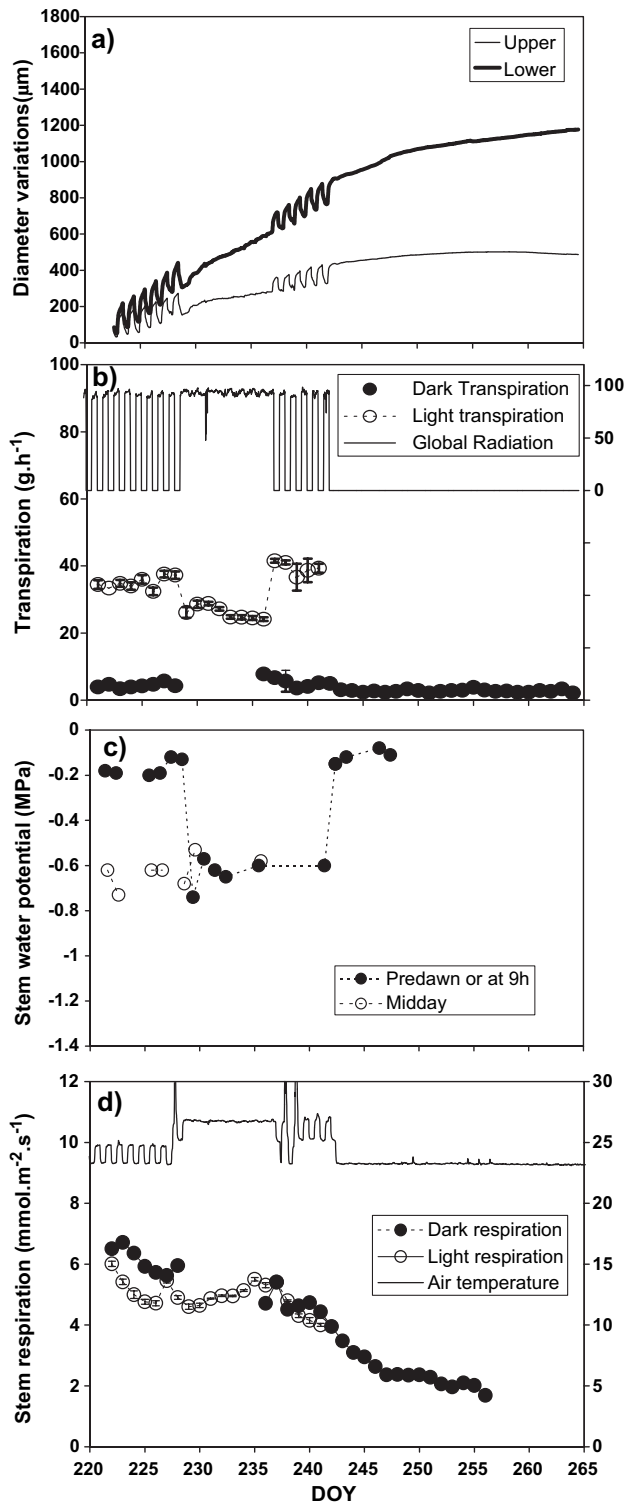 a)
1800
1600
1400
1200
1000
800
600
400
200
0
Diameter variations(μm)
Upper
Lower
b)
100
80
60
40
20
0
Transpiration (g.h-1)
Dark Transpiration
Light transpiration
Global Radiation
100
50
0
c)
0
-0.2
-0.4
-0.6
-0.8
-1
-1.2
-1.4
Stem water potential (MPa)
Predawn or at 9h
Midday
d)
12
10
8
6
4
2
0
Stem respiration (mmol.m-2.s-1)
Dark respiration
Light respiration
Air temperature
30
25
20
15
10
5
0
220 225 230 235 240 245 250 255 260 265
DOY